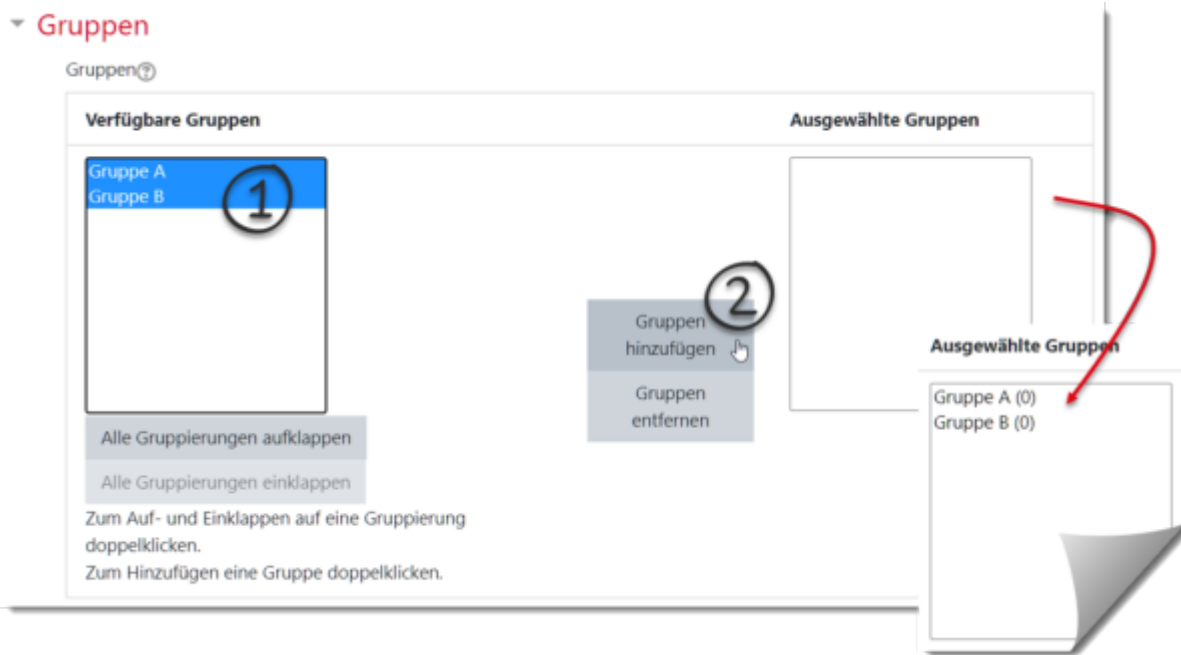 Gruppen
Gruppen?
Verfügbare Gruppen
Ausgewählte Gruppen
Gruppe A
Gruppe B
1
2
Gruppen
hinzufügen
Gruppen
entfernen
Ausgewählte Gruppen
Gruppe A (0)
Gruppe B (0)
Alle Gruppierungen aufklappen
Alle Gruppierungen einklappen
Zum Auf- und Einklappen auf eine Gruppierung
doppelklicken.
Zum Hinzufügen eine Gruppe doppelklicken.